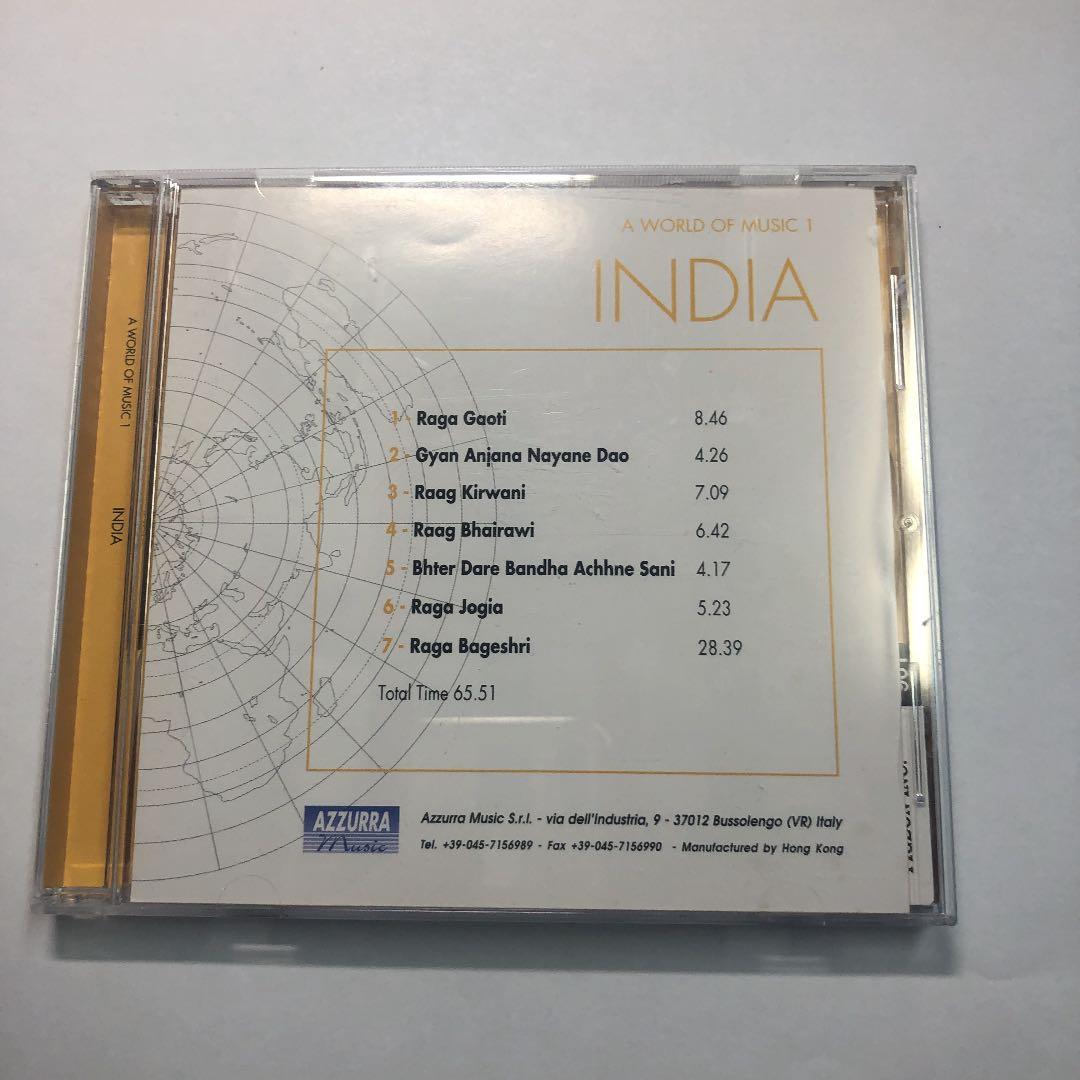 A WORLD OF MUSIC 1
INDIA
1 - Raga Gaoti 8.46
2 - Gyan Anjana Nayane Dao 4.26
3 - Raag Kirwani 7.09
4 - Raag Bhairawi 6.42
5 - Bhter Dare Bandha Achhne Sani 4.17
6 - Raga Jogia 5.23
7 - Raga Bageshri 28.39
Total Time 65.51
AZZURRA
Music
Azzurra Music S.r.l. - via dell'Industria, 9 - 37012 Bussolengo (VR) Italy
Tel. +39-045-7156989 - Fax +39-045-7156990 - Manufactured by Hong Kong
A WORLD OF MUSIC 1
INDIA